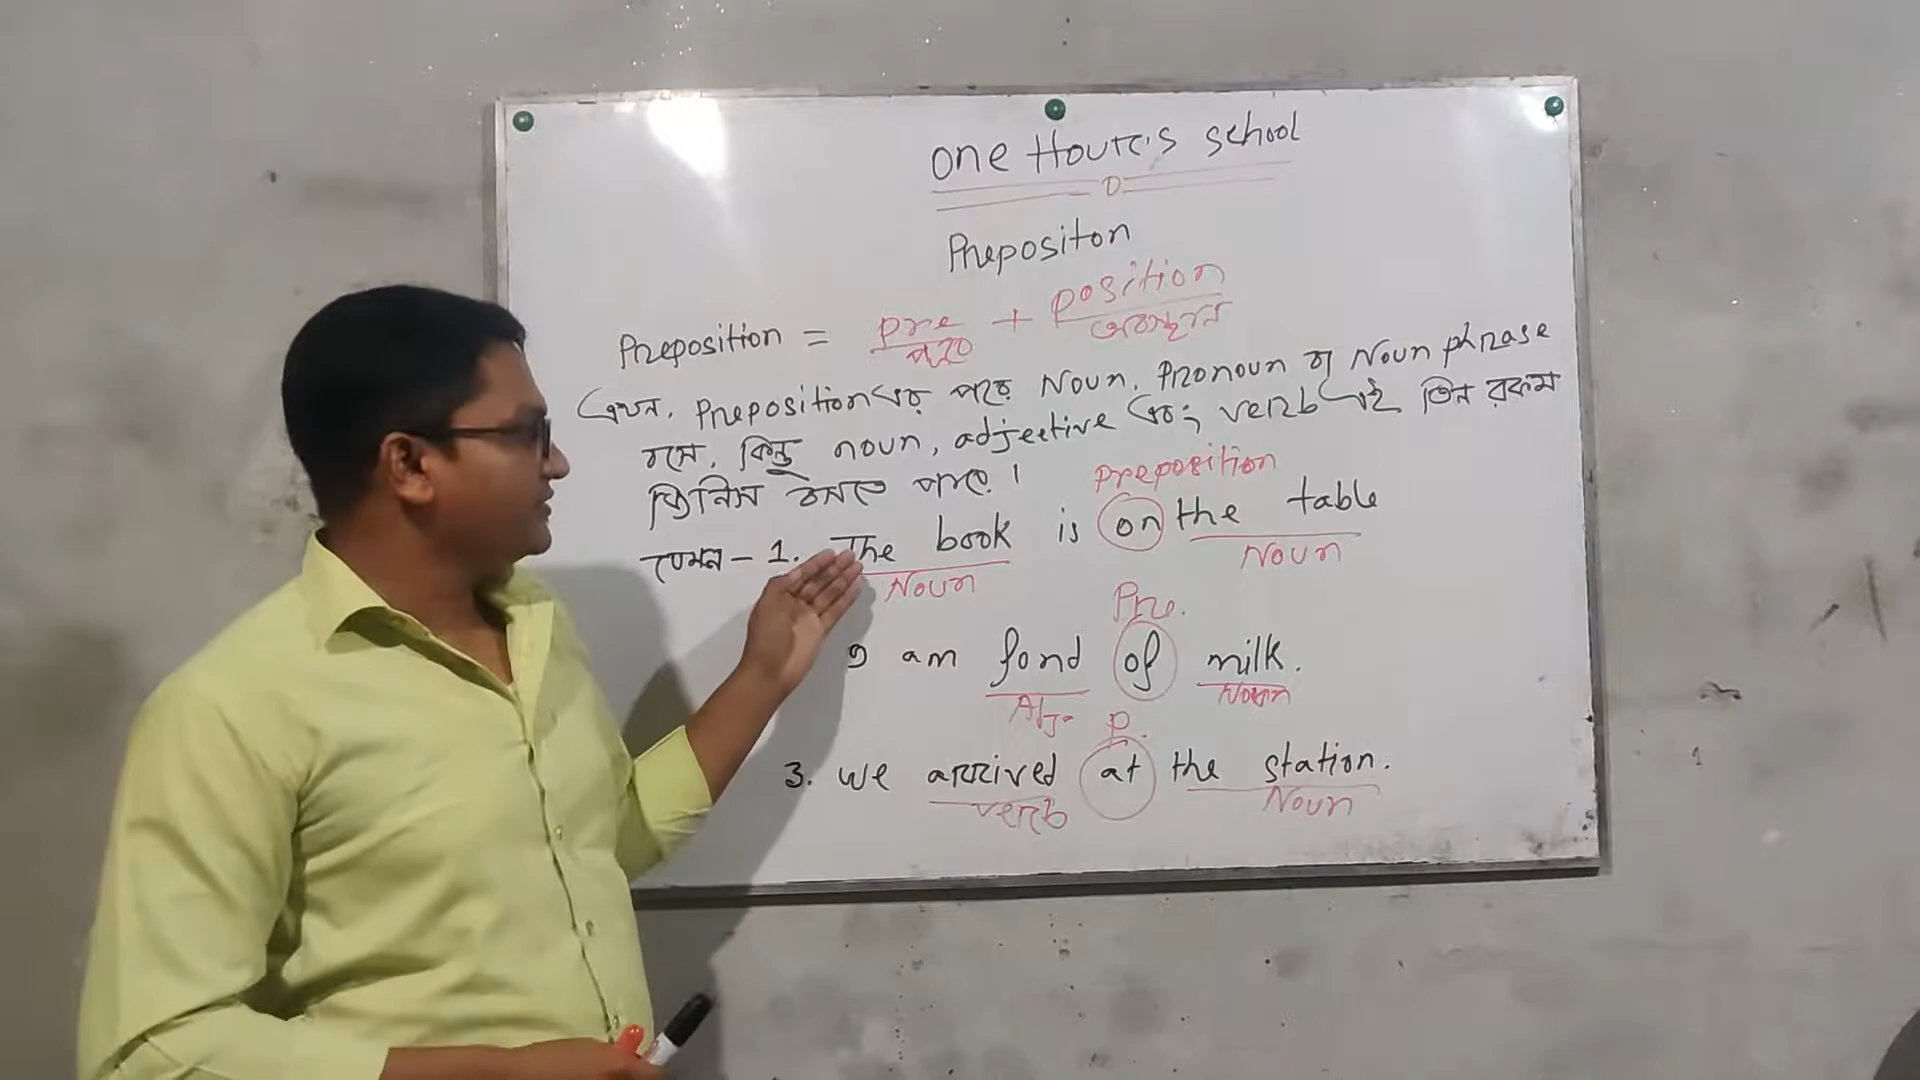 One Hour's school
Prepositon
Preposition = pre + position
পূর্বে অবস্থান
এখন, Preposition এর পরে Noun, Pronoun বা Noun phrase
বসে, কিন্তু noun, adjective এবং verb এই তিন রকম
জিনিস বসতে পারে।
Preposition
যেমন - 1. The book is on the table
Noun Noun
Pre.
I am fond of milk.
Adj. Noun
P.
3. we arrived at the station.
verb Noun